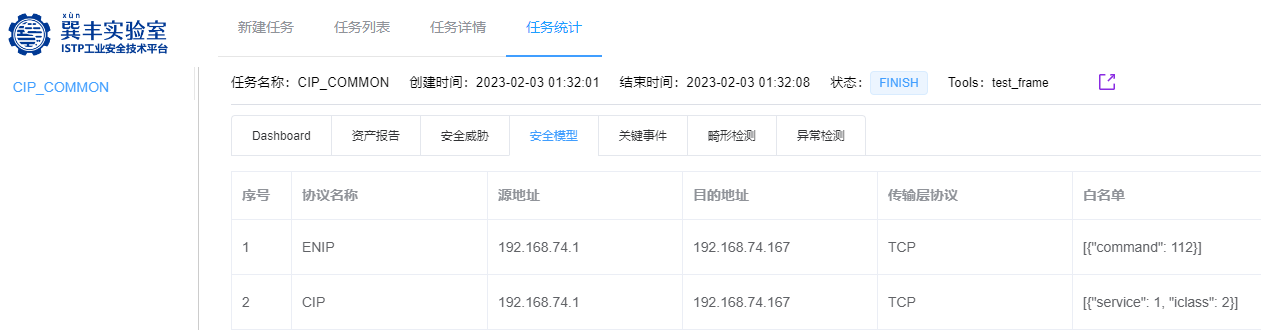 xùn
巽丰实验室
ISTP工业安全技术平台
新建任务 任务列表 任务详情 任务统计
CIP_COMMON
任务名称：CIP_COMMON 创建时间：2023-02-03 01:32:01 结束时间：2023-02-03 01:32:08 状态： FINISH Tools：test_frame
Dashboard 资产报告 安全威胁 安全模型 关键事件 畸形检测 异常检测
序号 协议名称 源地址 目的地址 传输层协议 白名单
1 ENIP 192.168.74.1 192.168.74.167 TCP [{"command": 112}]
2 CIP 192.168.74.1 192.168.74.167 TCP [{"service": 1, "iclass": 2}]